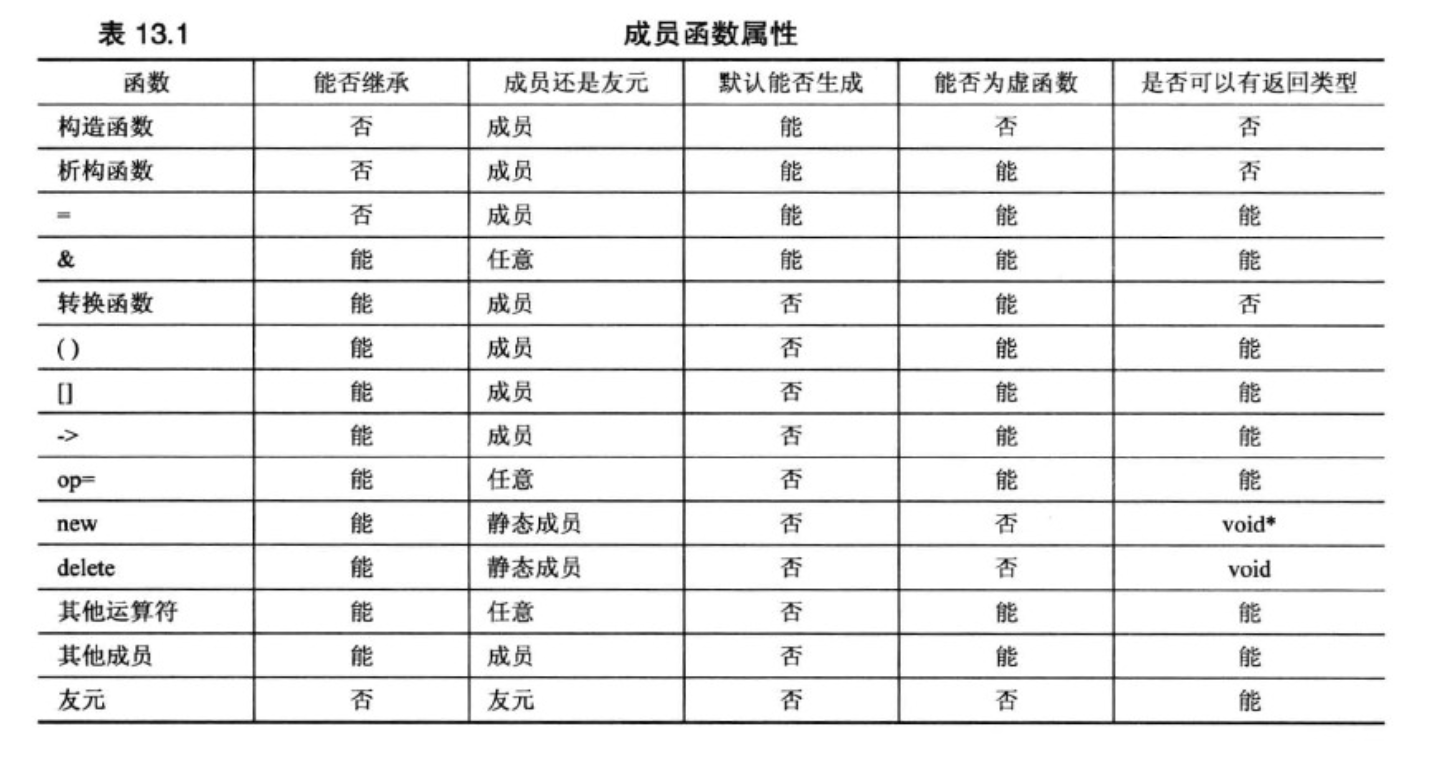 表 13.1 成员函数属性
函数 能否继承 成员还是友元 默认能否生成 能否为虚函数 是否可以有返回类型
构造函数 否 成员 能 否 否
析构函数 否 成员 能 能 否
= 否 成员 能 能 能
& 能 任意 能 能 能
转换函数 能 成员 否 能 否
( ) 能 成员 否 能 能
[] 能 成员 否 能 能
-> 能 成员 否 能 能
op= 能 任意 否 能 能
new 能 静态成员 否 否 void*
delete 能 静态成员 否 否 void
其他运算符 能 任意 否 能 能
其他成员 能 成员 否 能 能
友元 否 友元 否 否 能